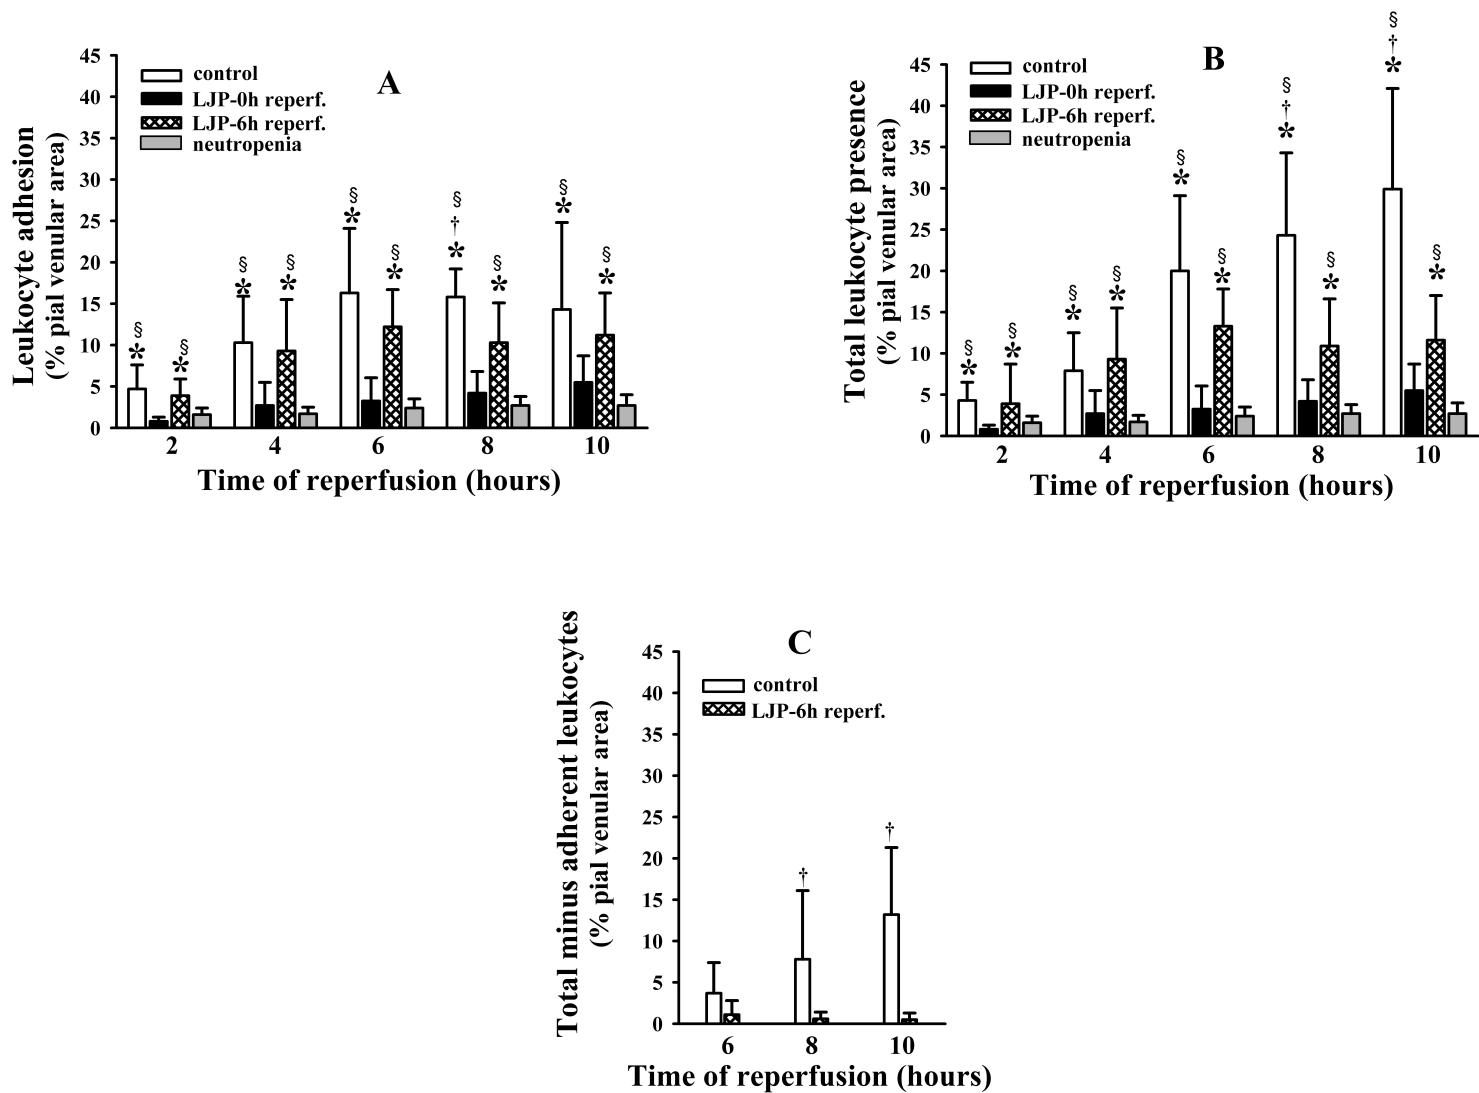 A
Leukocyte adhesion
(% pial venular area)
45
40
35
30
25
20
15
10
5
0
control
LJP-0h reperf.
LJP-6h reperf.
neutropenia
§ § § § § § § § §
†
* * * * * * * * * *
2 4 6 8 10
Time of reperfusion (hours)
B
Total leukocyte presence
(% pial venular area)
45
40
35
30
25
20
15
10
5
0
control
LJP-0h reperf.
LJP-6h reperf.
neutropenia
§ § § § § § § § § §
† †
* * * * * * * * * *
2 4 6 8 10
Time of reperfusion (hours)
C
Total minus adherent leukocytes
(% pial venular area)
45
40
35
30
25
20
15
10
5
0
control
LJP-6h reperf.
† †
6 8 10
Time of reperfusion (hours)